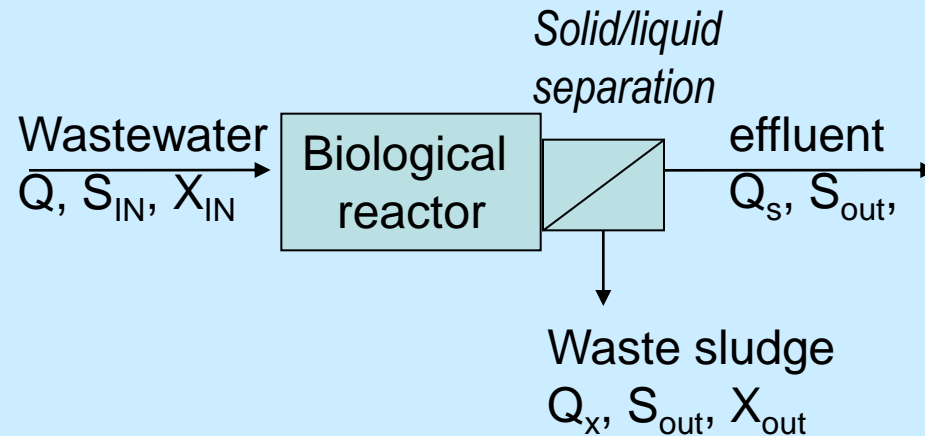 Solid/liquid
separation
Wastewater
Q, S_IN, X_IN
Biological
reactor
effluent
Q_s, S_out,
Waste sludge
Q_x, S_out, X_out